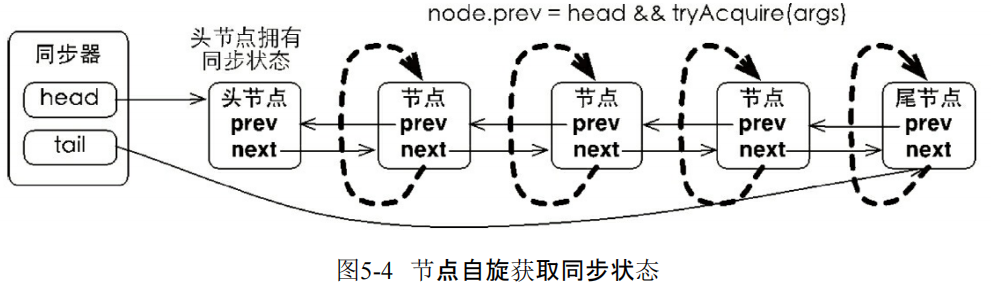 node.prev = head && tryAcquire(args)
同步器
head
tail
头节点拥有
同步状态
头节点
prev
next
节点
prev
next
节点
prev
next
节点
prev
next
尾节点
prev
next
图5-4 节点自旋获取同步状态